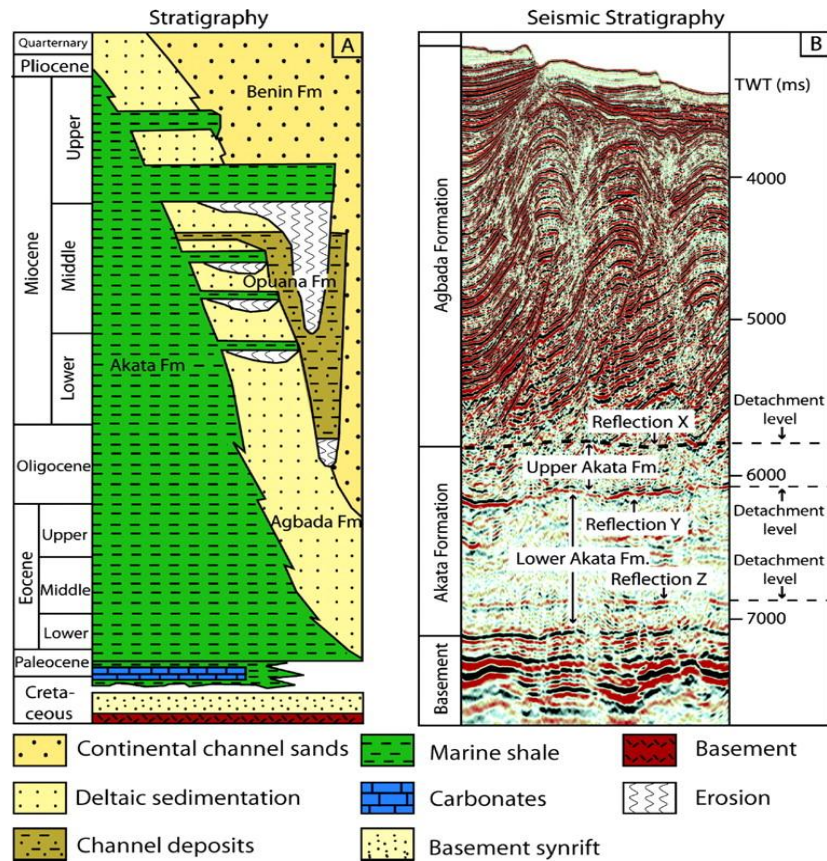 Stratigraphy
Quarternary
Pliocene
Miocene
Upper
Middle
Lower
Oligocene
Eocene
Upper
Middle
Lower
Paleocene
Creta-
ceous
A
Benin Fm
Opuana Fm
Akata Fm
Agbada Fm
Seismic Stratigraphy
B
TWT (ms)
Agbada Formation
Akata Formation
Basement
4000
5000
Detachment
level
6000
Detachment
level
Detachment
level
7000
Reflection X
Upper Akata Fm.
Reflection Y
Lower Akata Fm.
Reflection Z
Continental channel sands
Marine shale
Basement
Deltaic sedimentation
Carbonates
Erosion
Channel deposits
Basement synrift